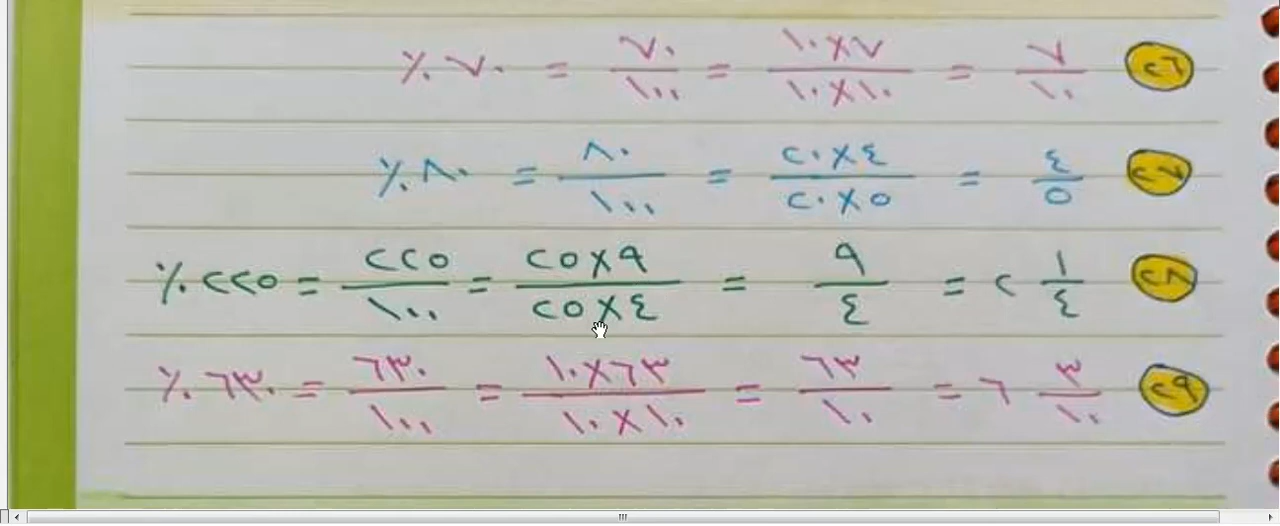 ٢٦ ٧/١٠ = ١٠×٧/١٠×١٠ = ٧٠/١٠٠ = ٧٠٪
٢٧ ٤/٥ = ٢٠×٤/٢٠×٥ = ٨٠/١٠٠ = ٨٠٪
٢٨ ٢ ١/٤ = ٩/٤ = ٢٥×٩/٢٥×٤ = ٢٢٥/١٠٠ = ٢٢٥٪
٢٩ ٦ ٣/١٠ = ٦٣/١٠ = ١٠×٦٣/١٠×١٠ = ٦٣٠/١٠٠ = ٦٣٠٪